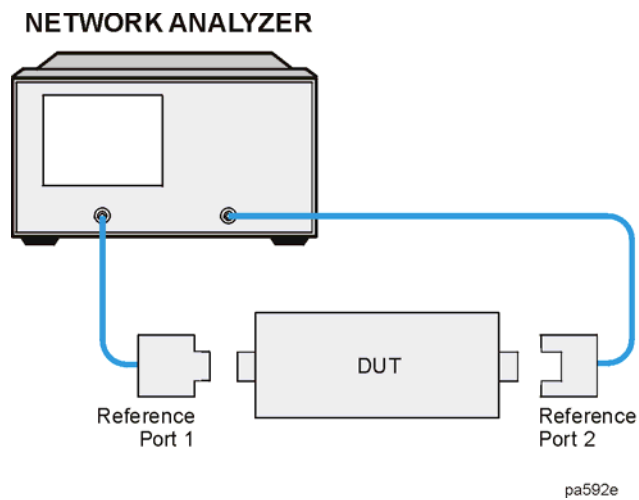 NETWORK ANALYZER
DUT
Reference
Port 1
Reference
Port 2
pa592e